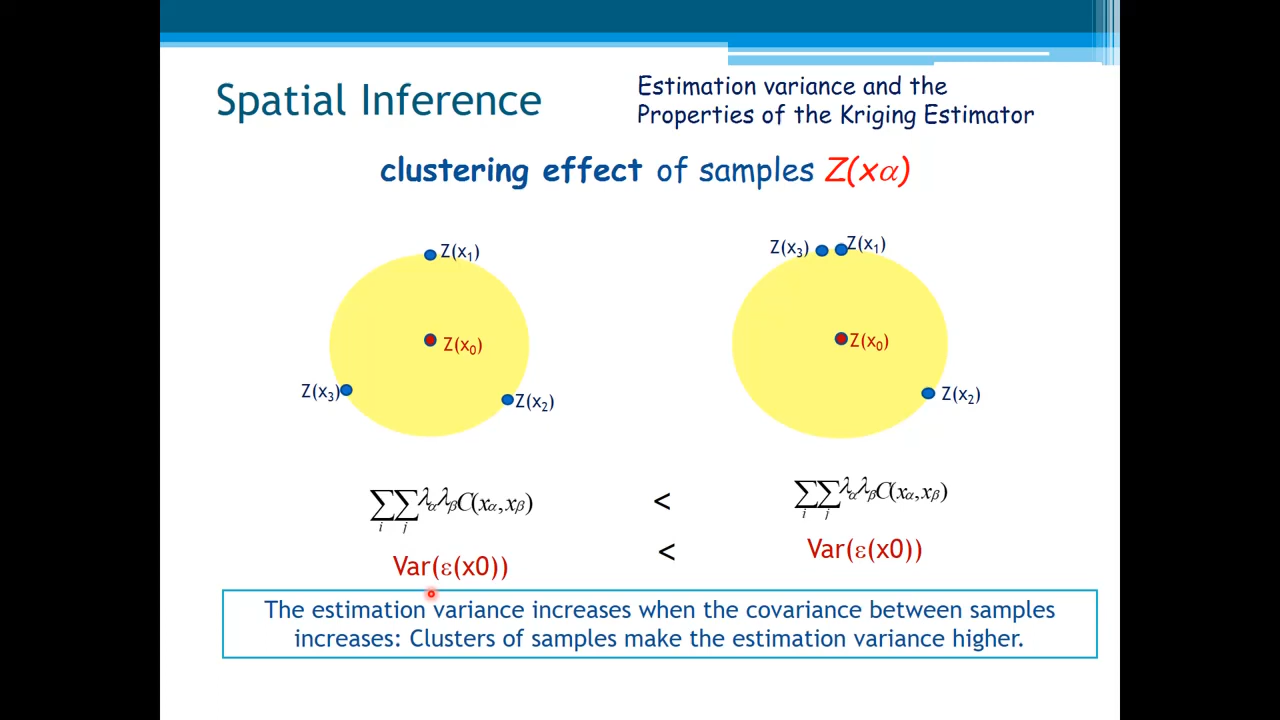 Spatial Inference
Estimation variance and the
Properties of the Kriging Estimator
clustering effect of samples Z(xα)
Z(x₁)
Z(x₀)
Z(x₃)
Z(x₂)
Z(x₃)
Z(x₁)
Z(x₀)
Z(x₂)
∑∑λαλβC(xα,xβ)
i j
<
∑∑λαλβC(xα,xβ)
i j
Var(ε(x0))
<
Var(ε(x0))
The estimation variance increases when the covariance between samples
increases: Clusters of samples make the estimation variance higher.